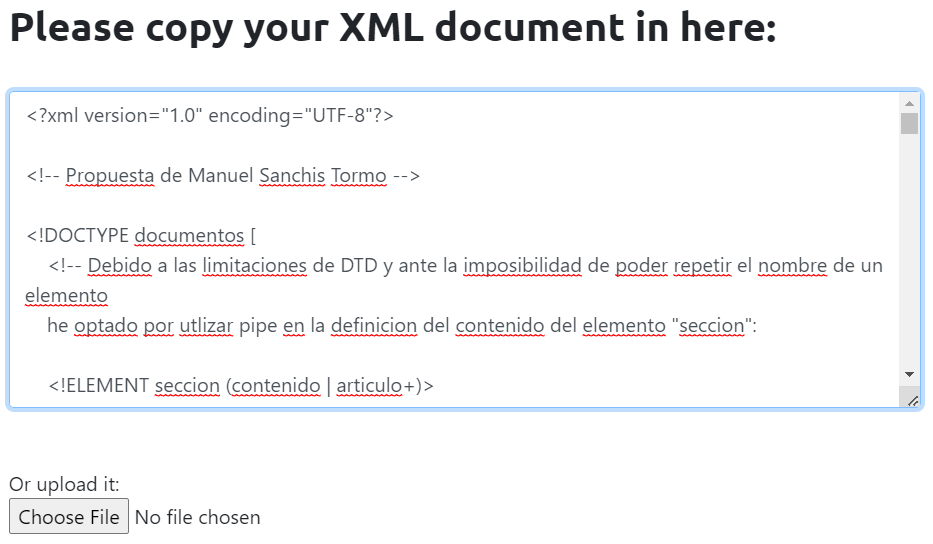 Please copy your XML document in here:
<?xml version="1.0" encoding="UTF-8"?>
<!-- Propuesta de Manuel Sanchis Tormo -->
<!DOCTYPE documentos [
<!-- Debido a las limitaciones de DTD y ante la imposibilidad de poder repetir el nombre de un
elemento
he optado por utlizar pipe en la definicion del contenido del elemento "seccion":
<!ELEMENT seccion (contenido | articulo+)>
Or upload it:
Choose File No file chosen